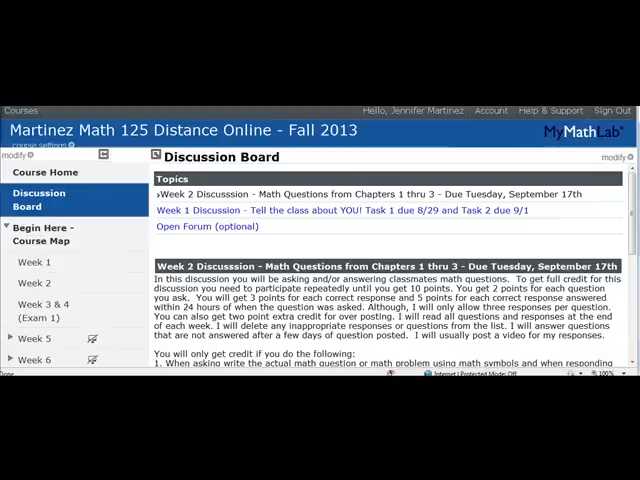 Courses
Hello, Jennifer Martinez Account Help & Support Sign Out
Martinez Math 125 Distance Online - Fall 2013
MyMathLab
course settings
modify
Discussion Board
modify
Course Home
Topics
Discussion
Board
›Week 2 Discusssion - Math Questions from Chapters 1 thru 3 - Due Tuesday, September 17th
Week 1 Discussion - Tell the class about YOU! Task 1 due 8/29 and Task 2 due 9/1
Open Forum (optional)
Begin Here -
Course Map
Week 1
Week 2
Week 3 & 4
(Exam 1)
Week 5
Week 6
Week 2 Discusssion - Math Questions from Chapters 1 thru 3 - Due Tuesday, September 17th
In this discussion you will be asking and/or answering classmates math questions. To get full credit for this
discussion you need to participate repeatedly until you get 10 points. You get 2 points for each question
you ask. You will get 3 points for each correct response and 5 points for each correct response answered
within 24 hours of when the question was asked. Although, I will only allow three responses per question.
You can also get two point extra credit for over posting. I will read all questions and responses at the end
of each week. I will delete any inappropriate responses or questions from the list. I will answer questions
that are not answered after a few days of question posted. I will usually post a video for my responses.
You will only get credit if you do the following:
1. When asking write the actual math question or math problem using math symbols and when responding
Done
Internet | Protected Mode: Off
100%